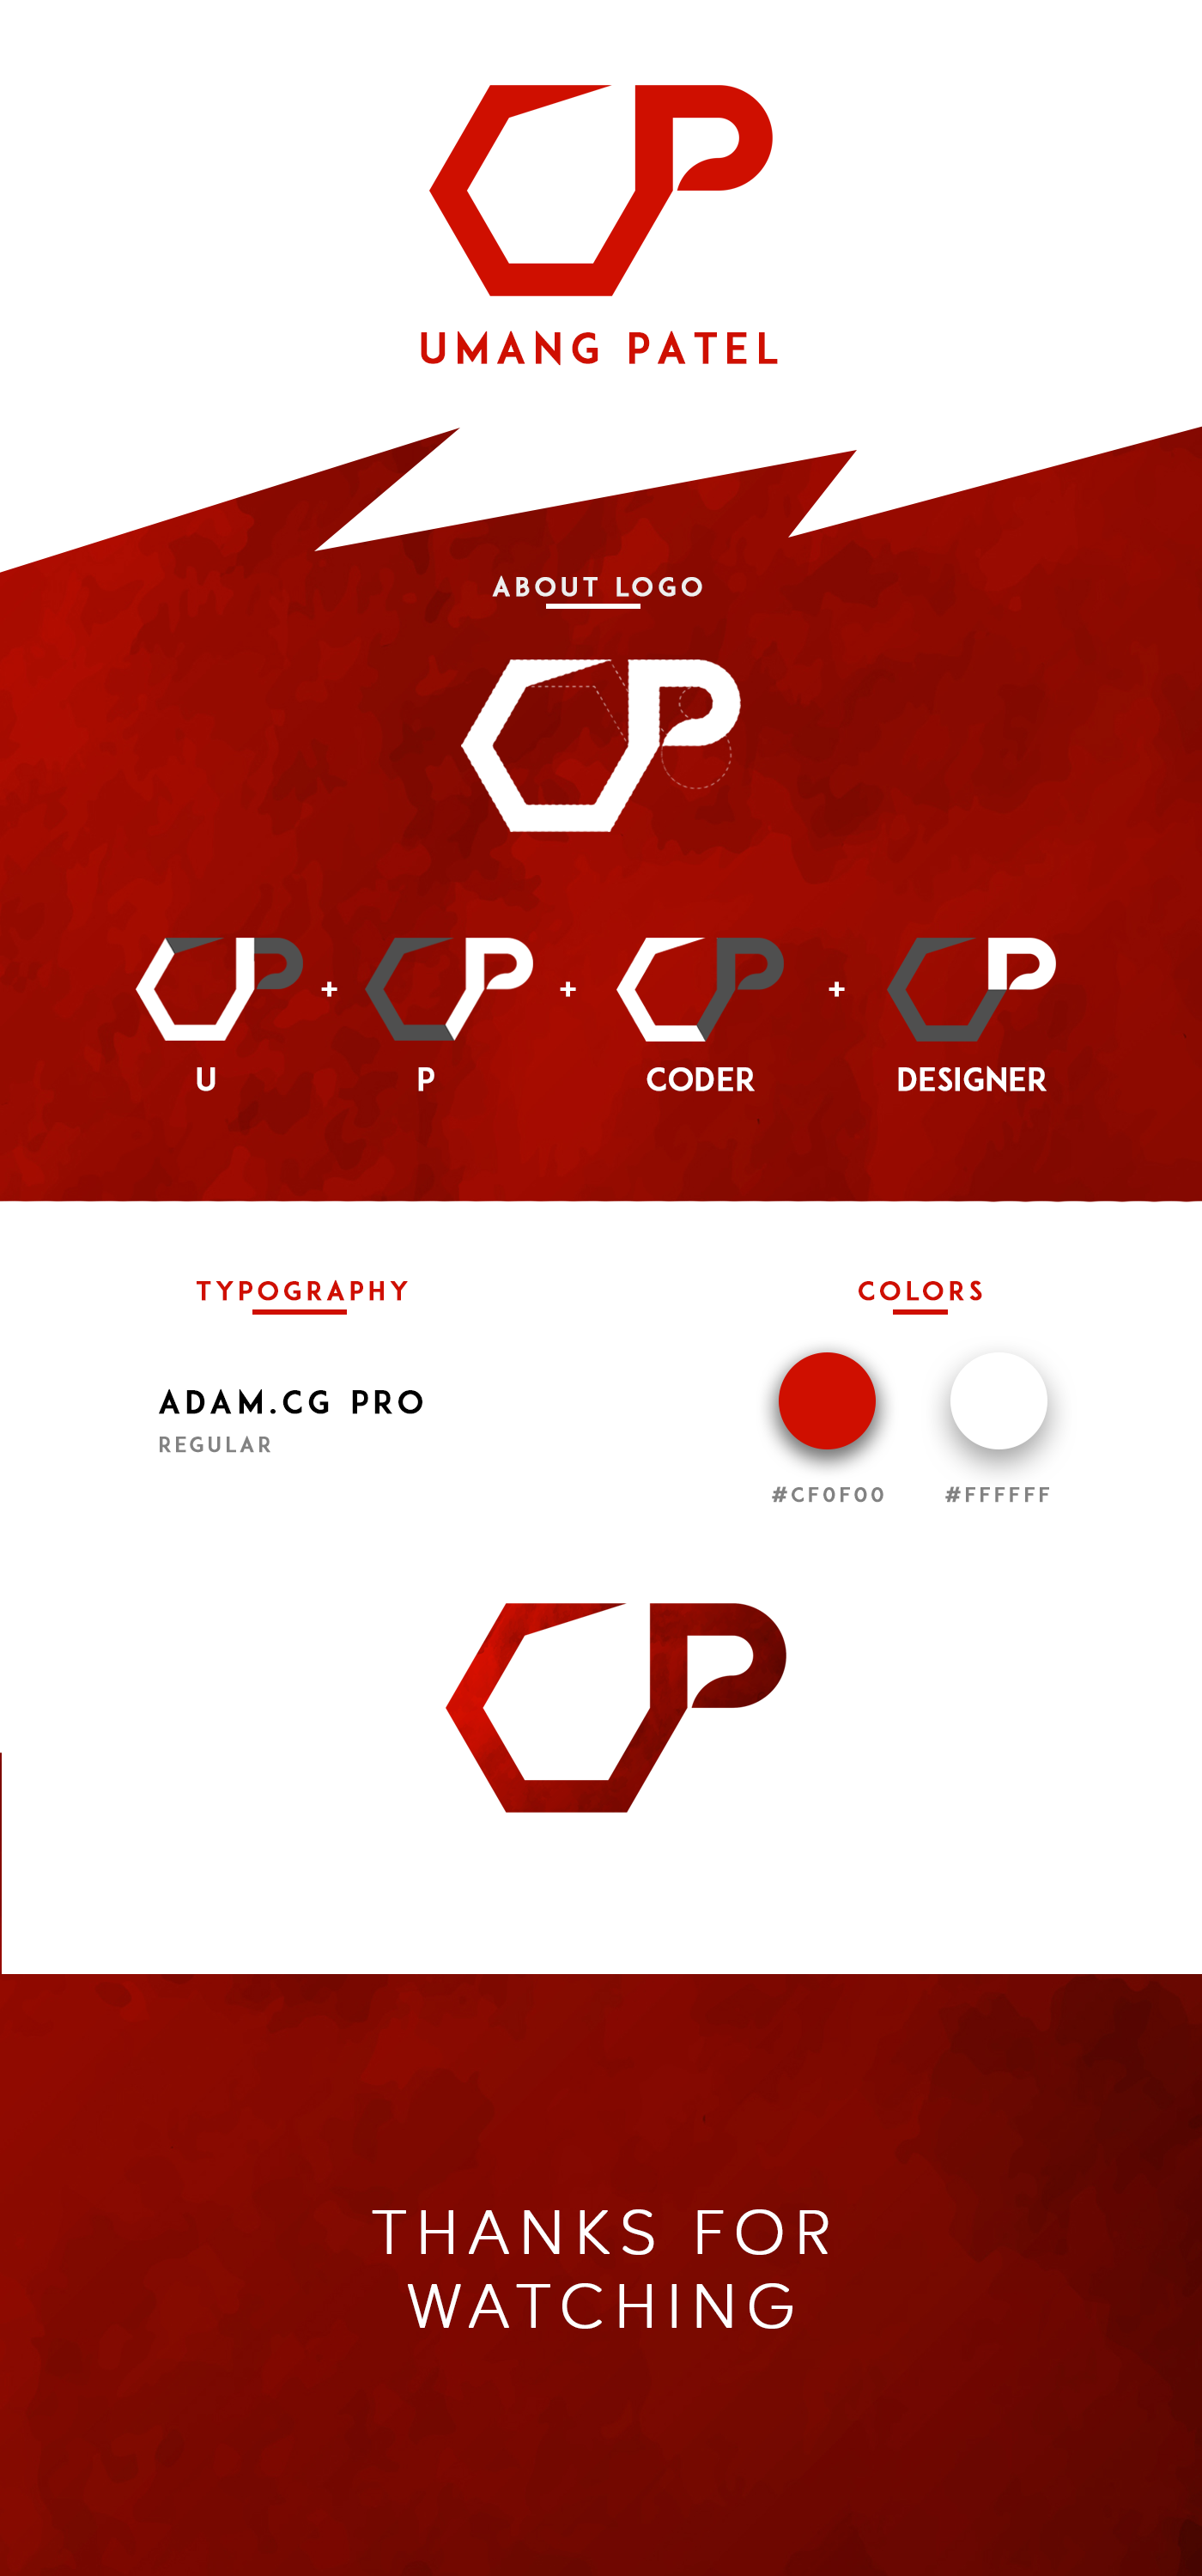 UMANG PATEL
ABOUT LOGO
+ + +
U P CODER DESIGNER
TYPOGRAPHY
COLORS
ADAM.CG PRO
REGULAR
#CF0F00 #FFFFFF
THANKS FOR
WATCHING